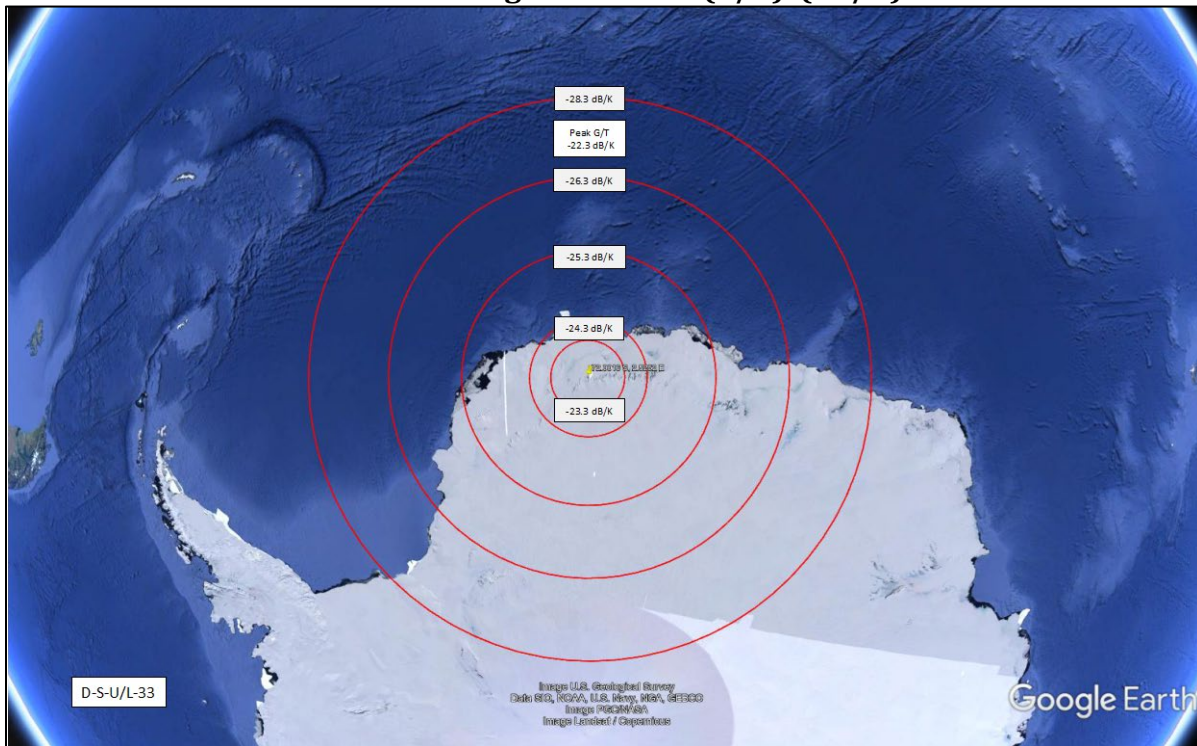 -28.3 dB/K
Peak G/T
-22.3 dB/K
-26.3 dB/K
-25.3 dB/K
-24.3 dB/K
-23.3 dB/K
D-S-U/L-33
Image U.S. Geological Survey
Data SIO, NOAA, U.S. Navy, NGA, GEBCO
Image PGC/NASA
Image Landsat / Copernicus
Google Earth